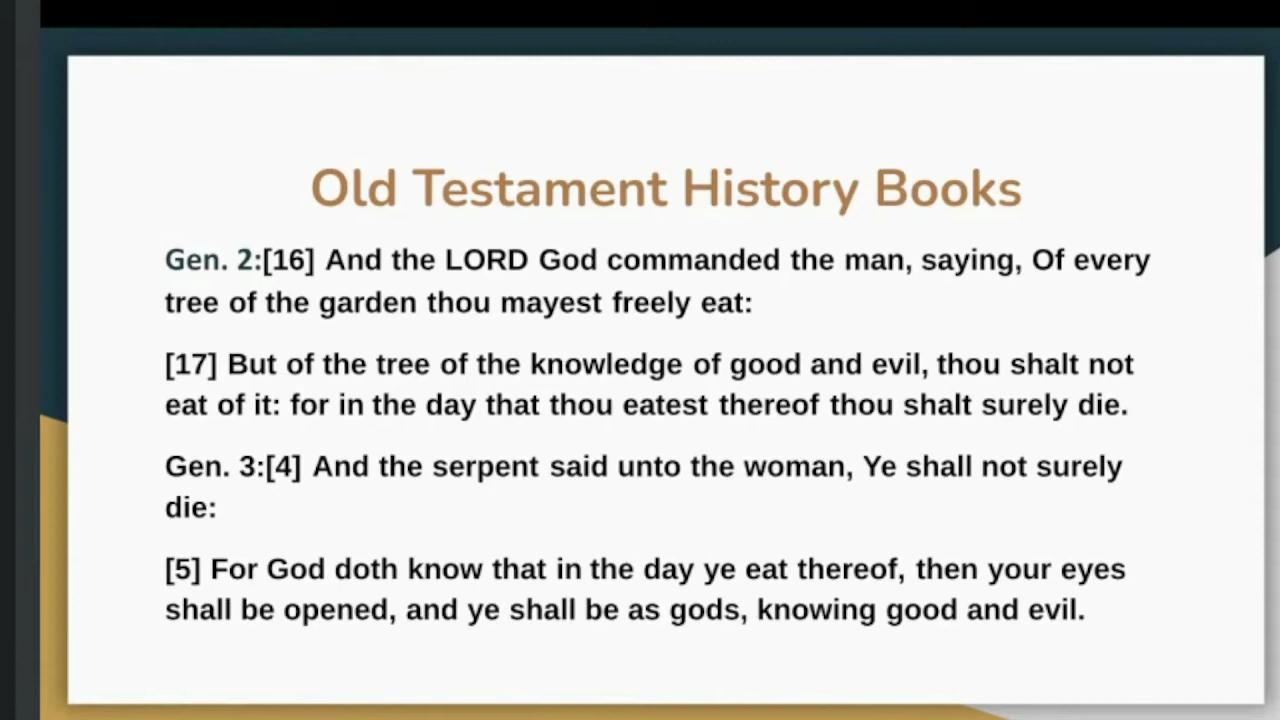 Old Testament History Books
Gen. 2:[16] And the LORD God commanded the man, saying, Of every
tree of the garden thou mayest freely eat:
[17] But of the tree of the knowledge of good and evil, thou shalt not
eat of it: for in the day that thou eatest thereof thou shalt surely die.
Gen. 3:[4] And the serpent said unto the woman, Ye shall not surely
die:
[5] For God doth know that in the day ye eat thereof, then your eyes
shall be opened, and ye shall be as gods, knowing good and evil.